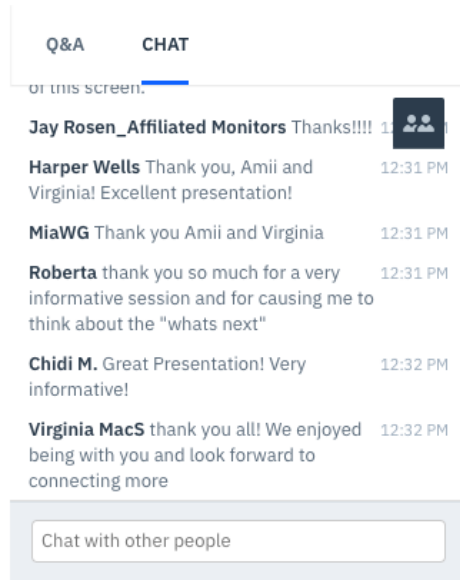 Q&A CHAT
of this screen.
Jay Rosen_Affiliated Monitors Thanks!!!!
Harper Wells Thank you, Amii and 12:31 PM
Virginia! Excellent presentation!
MiaWG Thank you Amii and Virginia 12:31 PM
Roberta thank you so much for a very 12:31 PM
informative session and for causing me to
think about the "whats next"
Chidi M. Great Presentation! Very 12:32 PM
informative!
Virginia MacS thank you all! We enjoyed 12:32 PM
being with you and look forward to
connecting more
Chat with other people